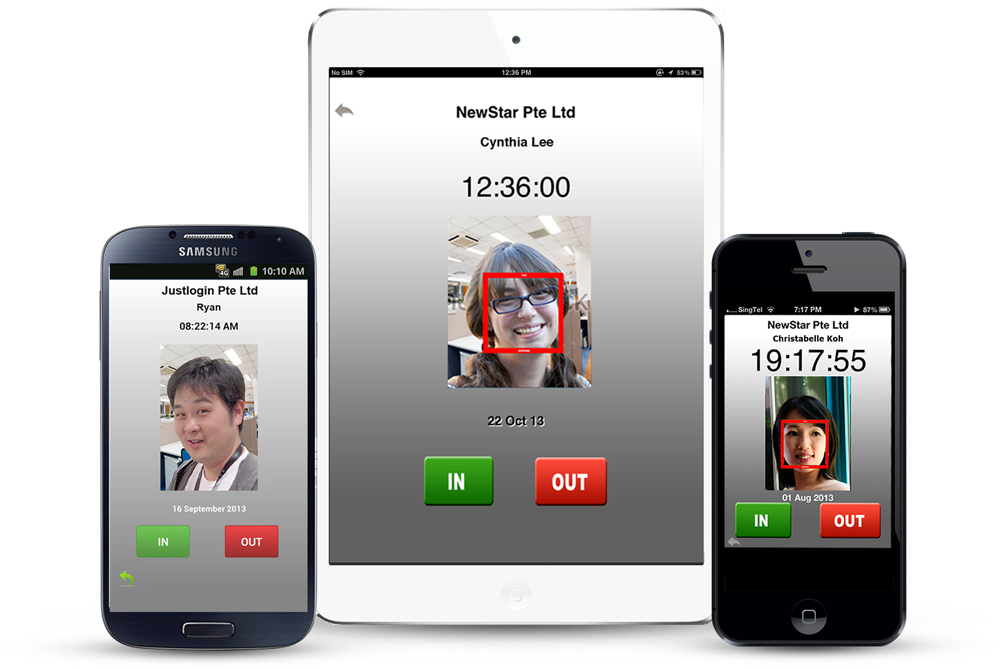 SAMSUNG
4G 10:10 AM
Justlogin Pte Ltd
Ryan
08:22:14 AM
16 September 2013
IN OUT
No SIM 12:36 PM 53%
NewStar Pte Ltd
Cynthia Lee
12:36:00
22 Oct 13
IN OUT
SingTel 7:17 PM 87%
NewStar Pte Ltd
Christabelle Koh
19:17:55
01 Aug 2013
IN OUT